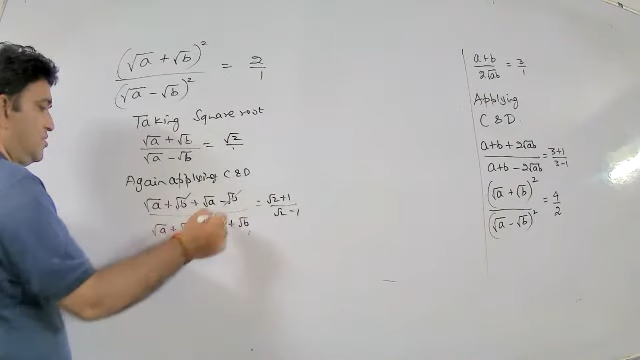 (√a + √b)² / (√a − √b)² = 2/1
Taking Square root
(√a + √b) / (√a − √b) = √2/1
Again applying C&D
√a + √b + √a − √b = √2+1 / √2−1
√a + + √b
a+b / 2√ab = 3/1
Applying
C&D
a+b + 2√ab / a+b − 2√ab = 3+1 / 3−1
(√a + √b)² / (√a − √b)² = 4/2